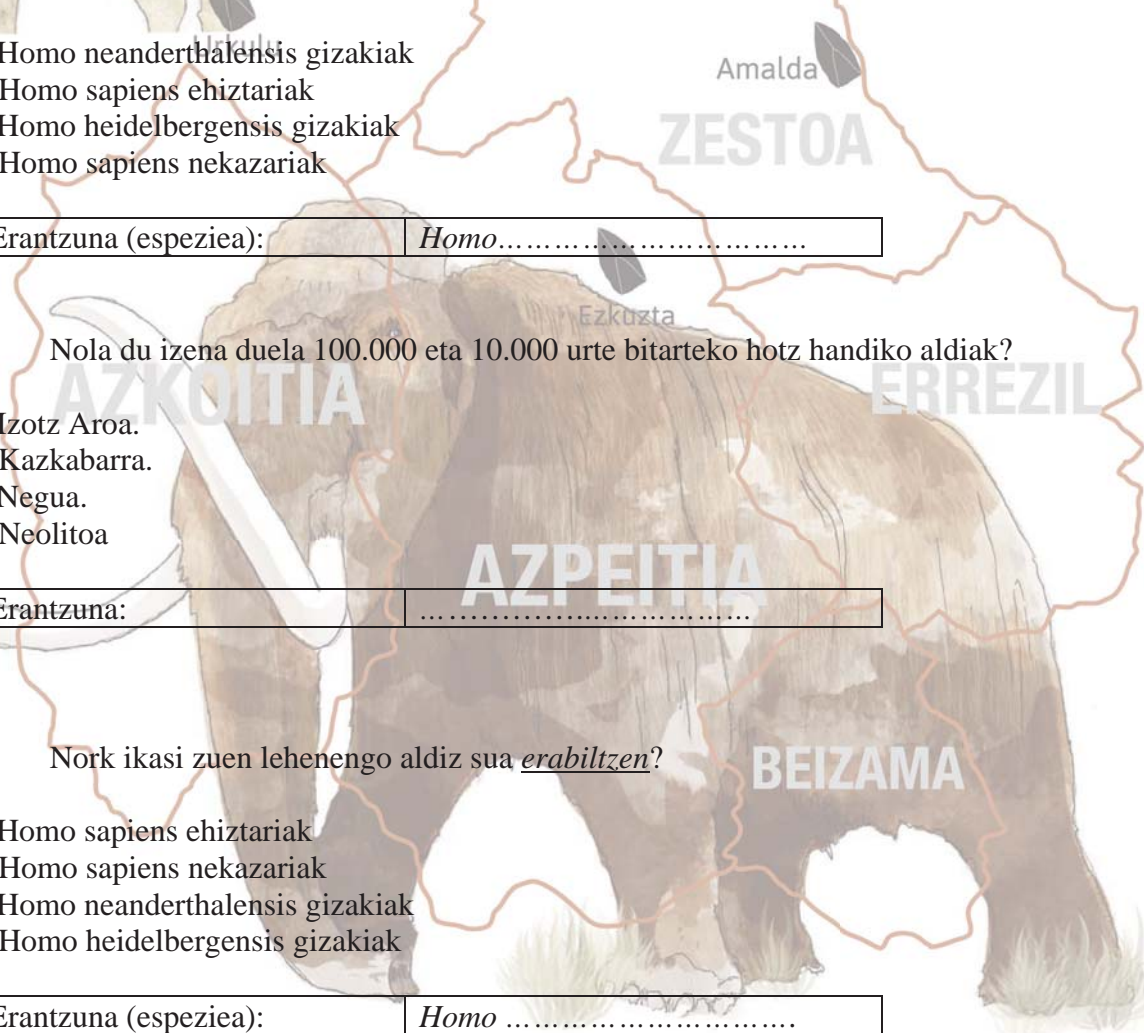 Urkulu
Homo neanderthalensis gizakiak
Amalda
Homo sapiens ehiztariak
Homo heidelbergensis gizakiak
ZESTOA
Homo sapiens nekazariak
Erantzuna (espeziea): Homo……………………………
Ezkuzta
Nola du izena duela 100.000 eta 10.000 urte bitarteko hotz handiko aldiak?
AZKOITIA
ERREZIL
Izotz Aroa.
Kazkabarra.
Negua.
Neolitoa
AZPEITIA
Erantzuna: ………………………………
Nork ikasi zuen lehenengo aldiz sua erabiltzen?
BEIZAMA
Homo sapiens ehiztariak
Homo sapiens nekazariak
Homo neanderthalensis gizakiak
Homo heidelbergensis gizakiak
Erantzuna (espeziea): Homo ………………………….